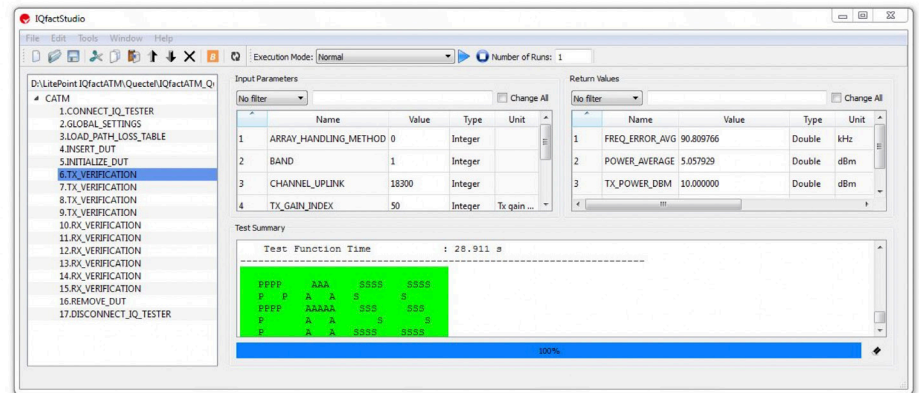 IQfactStudio
File Edit Tools Window Help
Execution Mode: Normal Number of Runs: 1
D:\LitePoint IQfactATM\Quectel\IQfactATM_Q
CATM
1.CONNECT_IQ_TESTER
2.GLOBAL_SETTINGS
3.LOAD_PATH_LOSS_TABLE
4.INSERT_DUT
5.INITIALIZE_DUT
6.TX_VERIFICATION
7.TX_VERIFICATION
8.TX_VERIFICATION
9.TX_VERIFICATION
10.RX_VERIFICATION
11.RX_VERIFICATION
12.RX_VERIFICATION
13.RX_VERIFICATION
14.RX_VERIFICATION
15.RX_VERIFICATION
16.REMOVE_DUT
17.DISCONNECT_IQ_TESTER
Input Parameters
No filter Change All
Name Value Type Unit
1 ARRAY_HANDLING_METHOD 0 Integer
2 BAND 1 Integer
3 CHANNEL_UPLINK 18300 Integer
4 TX_GAIN_INDEX 50 Integer Tx gain ...
Return Values
No filter Change All
Name Value Type Unit
1 FREQ_ERROR_AVG 90.809766 Double kHz
2 POWER_AVERAGE 5.057929 Double dBm
3 TX_POWER_DBM 10.000000 Double dBm
Test Summary
Test Function Time : 28.911 s
-----------------------------------------------------------------
PPPP AAA SSSS SSSS
P P A A S S
PPPP AAAAA SSS SSS
P A A S S
P A A SSSS SSSS
100%